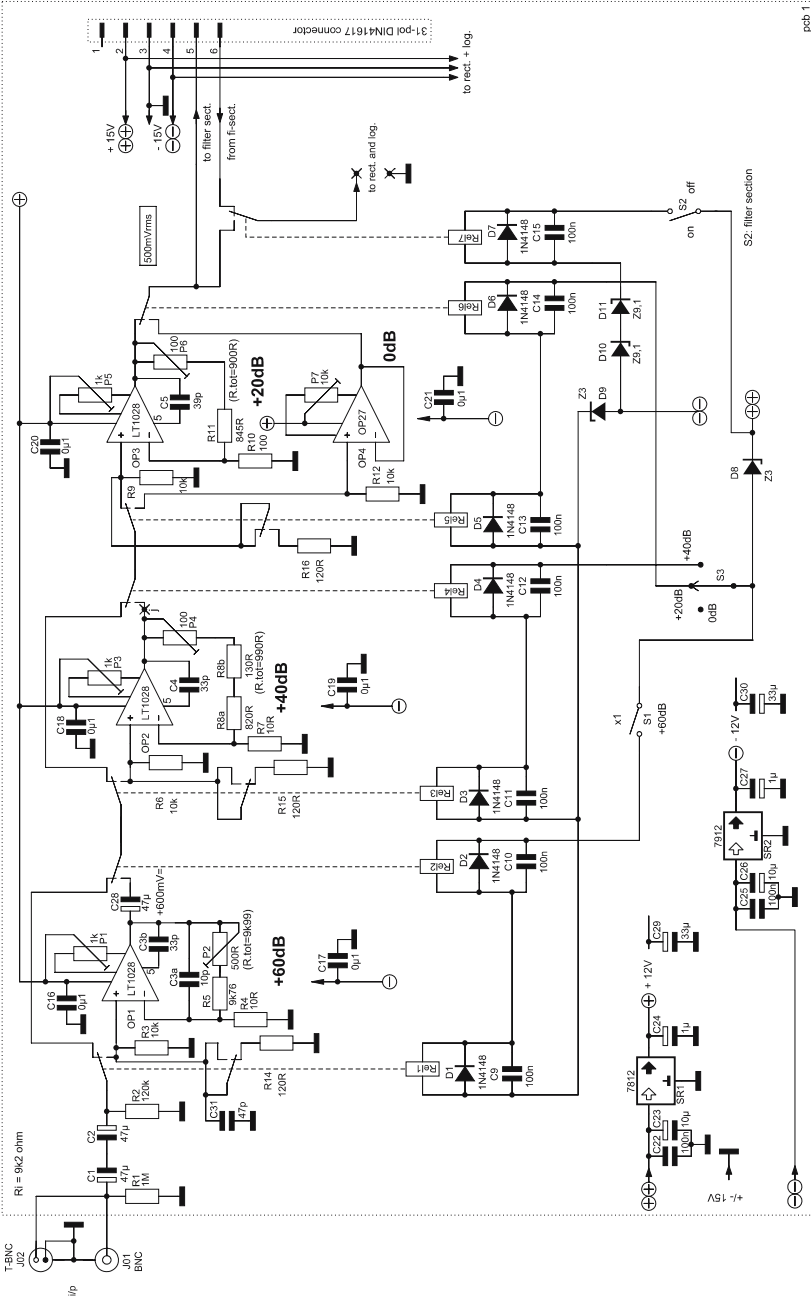 pcb 1
31-pol DIN41617 connector
1
2
3
4
5
6
+ 15V
- 15V
to rect. + log.
to filter sect.
from fi-sect.
to rect. and log.
500mVrms
Ri = 9k2 ohm
T-BNC
J02
J01
BNC
i/p
C1
47µ
R1
1M
C2
47µ
R2
120k
C31
47p
R14
120R
R3
10k
OP1
LT1028
+
-
5
C16
0µ1
1k
P1
C3b
33p
C3a
10p
P2
500R
(R.tot=9k99)
R5
9k76
R4
10R
+60dB
C17
0µ1
C28
47µ
+600mV=
R6
10k
R15
120R
OP2
LT1028
+
-
5
C18
0µ1
1k
P3
C4
33p
j
100
P4
R8b
130R
(R.tot=990R)
R8a
820R
R7
10R
+40dB
C19
0µ1
R16
120R
R9
10k
OP3
LT1028
+
-
5
C20
0µ1
1k
P5
C5
39p
100
P6
(R.tot=900R)
R11
845R
R10
100
+20dB
OP4
OP27
+
-
P7
10k
R12
10k
0dB
C21
0µ1
Rel1
D1
1N4148
C9
100n
Rel2
D2
1N4148
C10
100n
Rel3
D3
1N4148
C11
100n
Rel4
D4
1N4148
C12
100n
Rel5
D5
1N4148
C13
100n
Rel6
D6
1N4148
C14
100n
Rel7
D7
1N4148
C15
100n
Z3
D9
D10
Z9,1
D11
Z9,1
on
S2
off
S2: filter section
D8
Z3
+40dB
+20dB
0dB
S3
x1
S1
+60dB
+/- 15V
C22
100n
C23
10µ
7812
SR1
C24
1µ
+ 12V
C29
33µ
C25
100n
C26
10µ
7912
SR2
C27
1µ
- 12V
C30
33µ